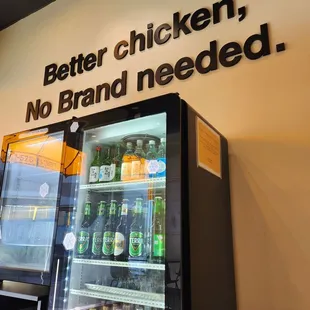 Better chicken,
No Brand needed.